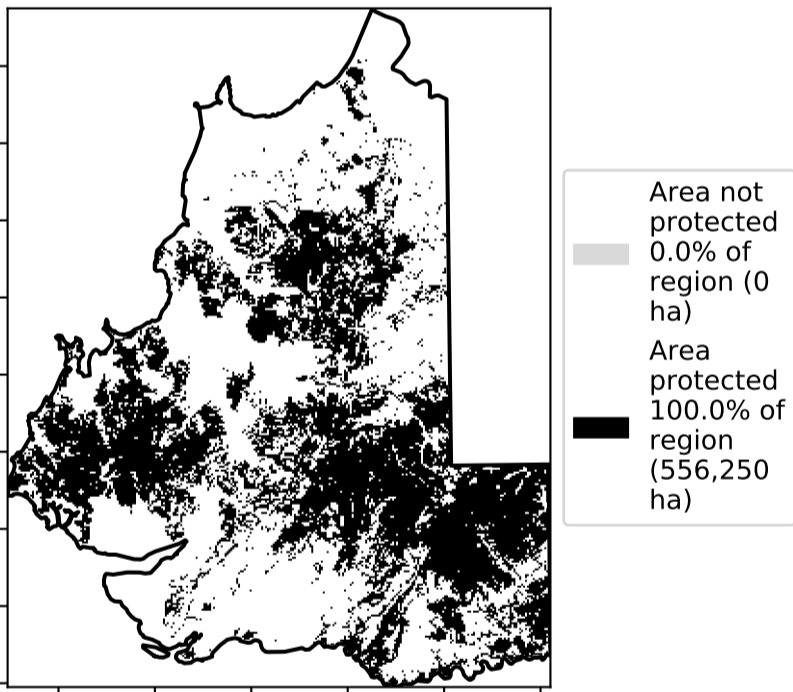 Area not
protected
0.0% of
region (0
ha)
Area
protected
100.0% of
region
(556,250
ha)